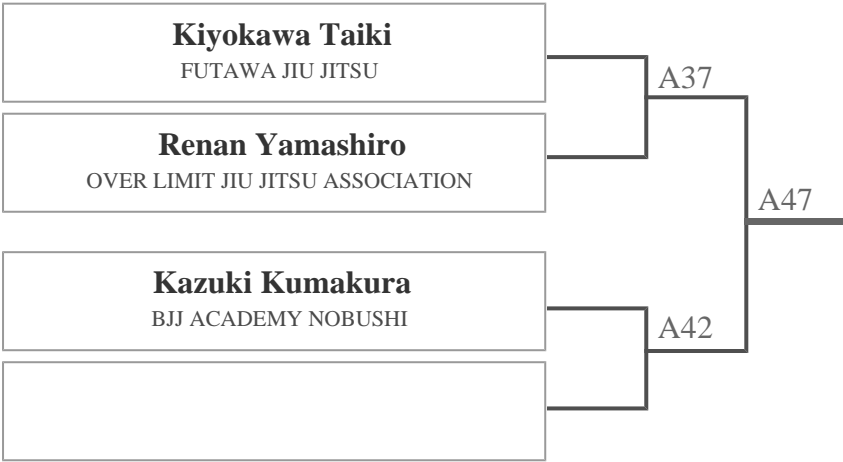 Kiyokawa Taiki
FUTAWA JIU JITSU
A37
Renan Yamashiro
OVER LIMIT JIU JITSU ASSOCIATION
A47
Kazuki Kumakura
BJJ ACADEMY NOBUSHI
A42